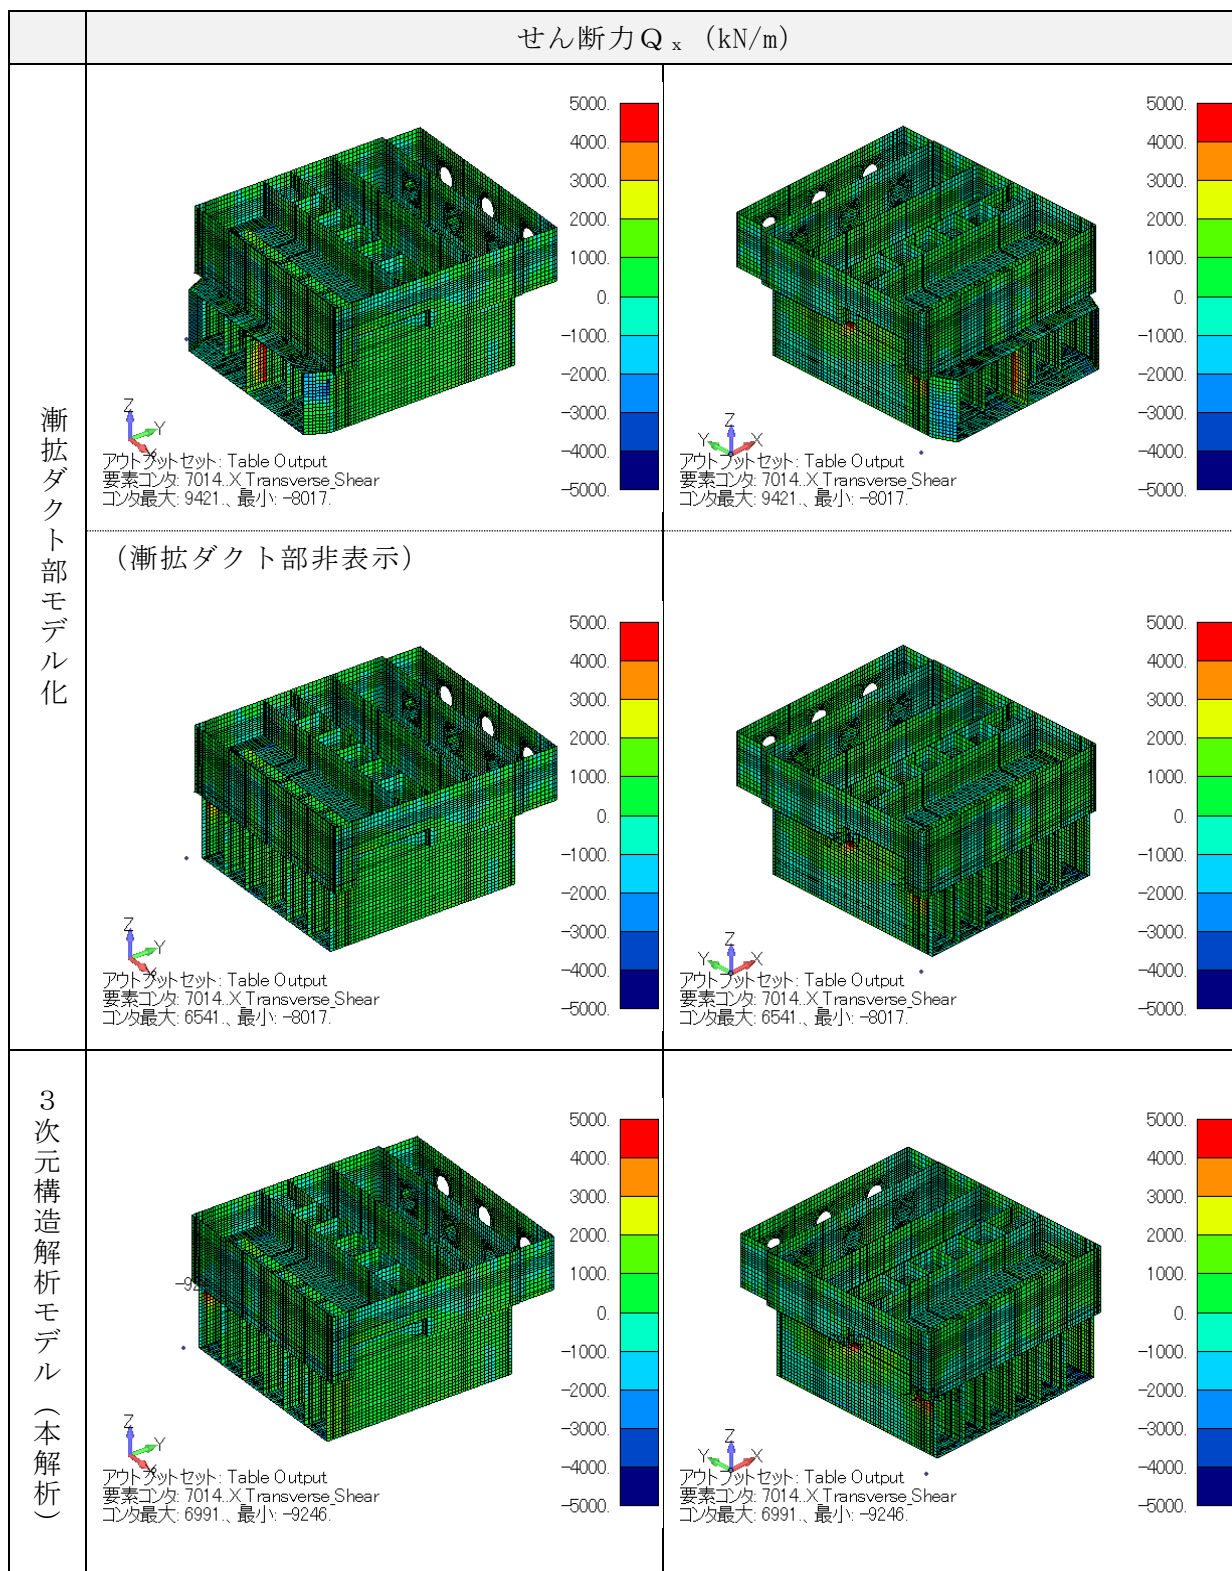 せん断力Ｑｘ (kN/m)
漸拡ダクト部モデル化
5000.
4000.
3000.
2000.
1000.
0.
-1000.
-2000.
-3000.
-4000.
-5000.
Z
Y
X
アウトプットセット: Table Output
要素コンタ: 7014..X_Transverse_Shear
コンタ最大: 9421.、最小: -8017.
5000.
4000.
3000.
2000.
1000.
0.
-1000.
-2000.
-3000.
-4000.
-5000.
Z
Y
X
アウトプットセット: Table Output
要素コンタ: 7014..X_Transverse_Shear
コンタ最大: 9421.、最小: -8017.
（漸拡ダクト部非表示）
5000.
4000.
3000.
2000.
1000.
0.
-1000.
-2000.
-3000.
-4000.
-5000.
Z
Y
X
アウトプットセット: Table Output
要素コンタ: 7014..X_Transverse_Shear
コンタ最大: 6541.、最小: -8017.
5000.
4000.
3000.
2000.
1000.
0.
-1000.
-2000.
-3000.
-4000.
-5000.
Z
Y
X
アウトプットセット: Table Output
要素コンタ: 7014..X_Transverse_Shear
コンタ最大: 6541.、最小: -8017.
３次元構造解析モデル（本解析）
5000.
4000.
3000.
2000.
1000.
0.
-1000.
-2000.
-3000.
-4000.
-5000.
Z
Y
X
アウトプットセット: Table Output
要素コンタ: 7014..X_Transverse_Shear
コンタ最大: 6991.、最小: -9246.
5000.
4000.
3000.
2000.
1000.
0.
-1000.
-2000.
-3000.
-4000.
-5000.
Z
Y
X
アウトプットセット: Table Output
要素コンタ: 7014..X_Transverse_Shear
コンタ最大: 6991.、最小: -9246.